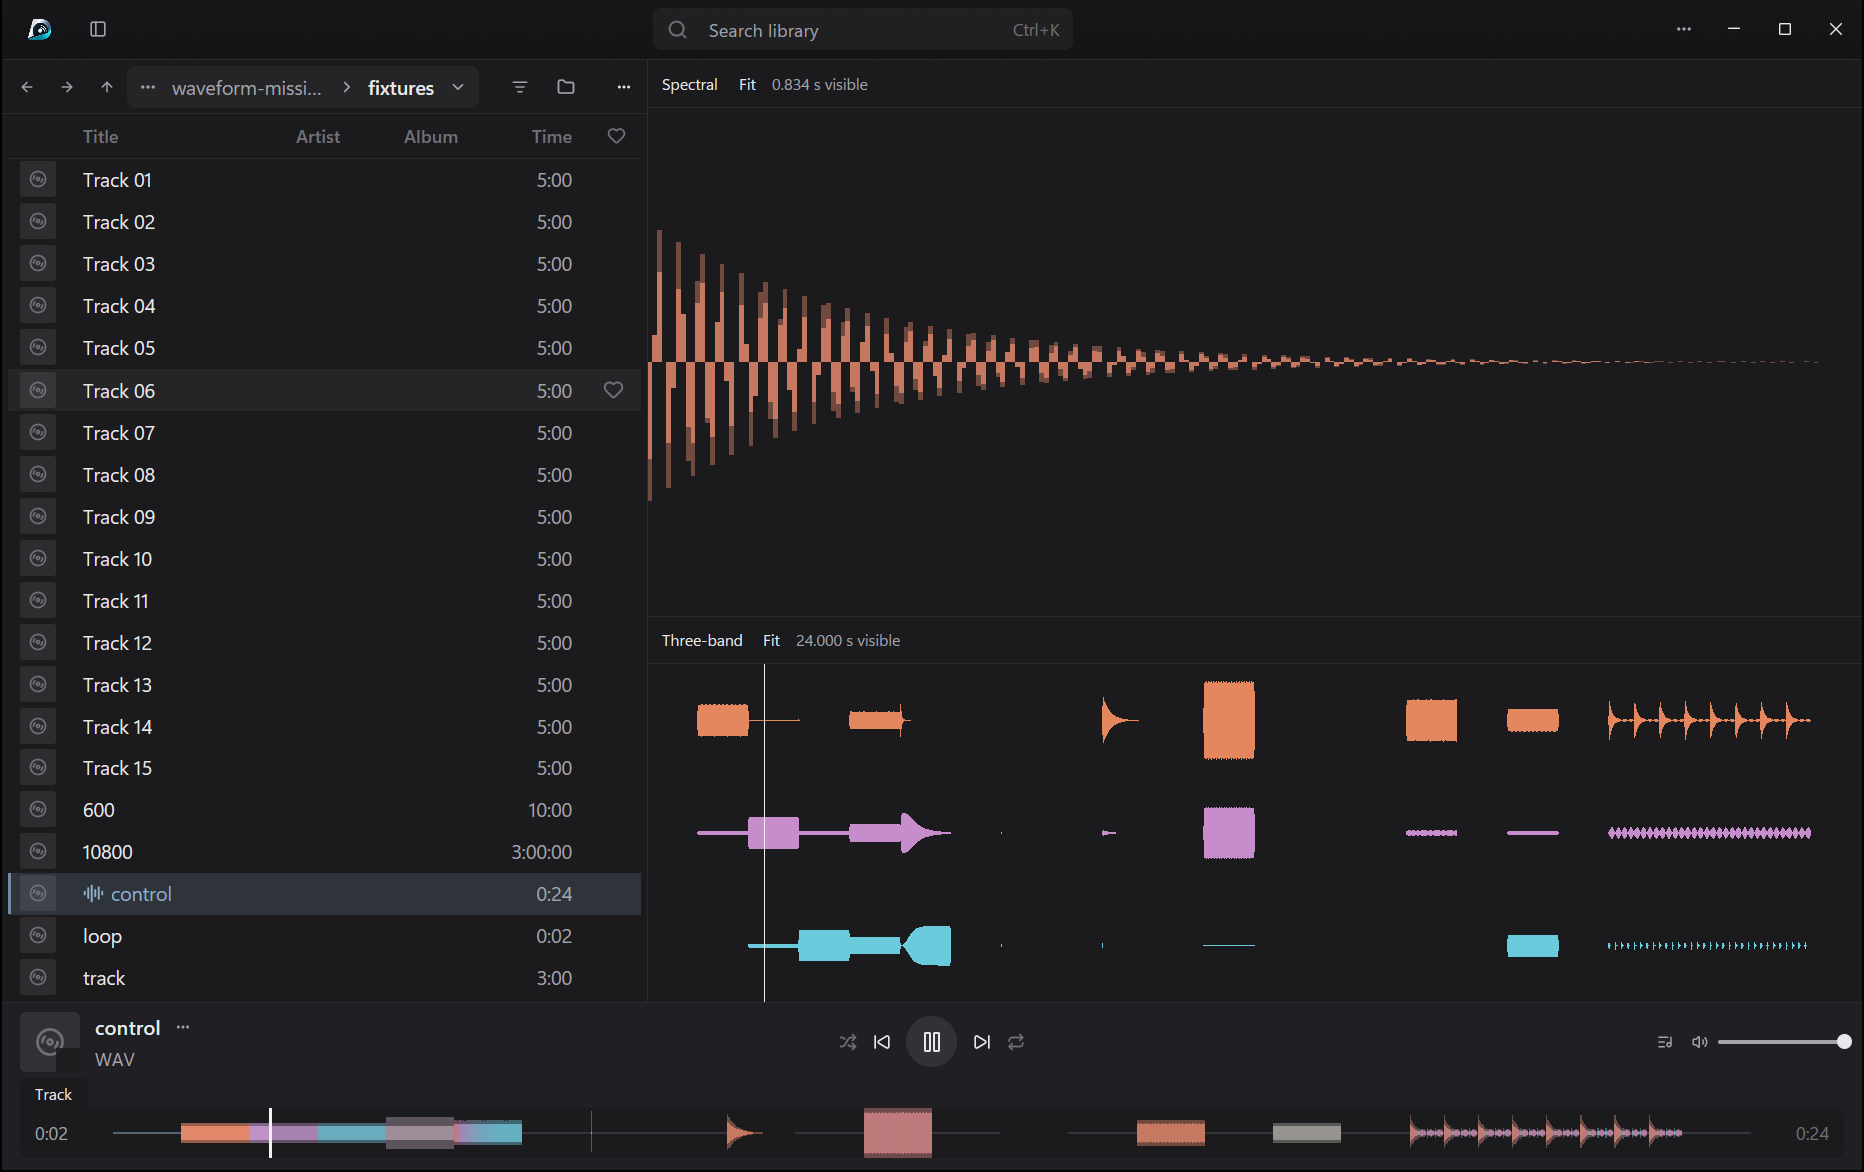 Search library Ctrl+K
waveform-missi... fixtures
Spectral Fit 0.834 s visible
Title Artist Album Time
Track 01 5:00
Track 02 5:00
Track 03 5:00
Track 04 5:00
Track 05 5:00
Track 06 5:00
Track 07 5:00
Track 08 5:00
Track 09 5:00
Track 10 5:00
Track 11 5:00
Track 12 5:00
Track 13 5:00
Track 14 5:00
Track 15 5:00
600 10:00
10800 3:00:00
control 0:24
loop 0:02
track 3:00
Three-band Fit 24.000 s visible
control
WAV
Track
0:02 0:24